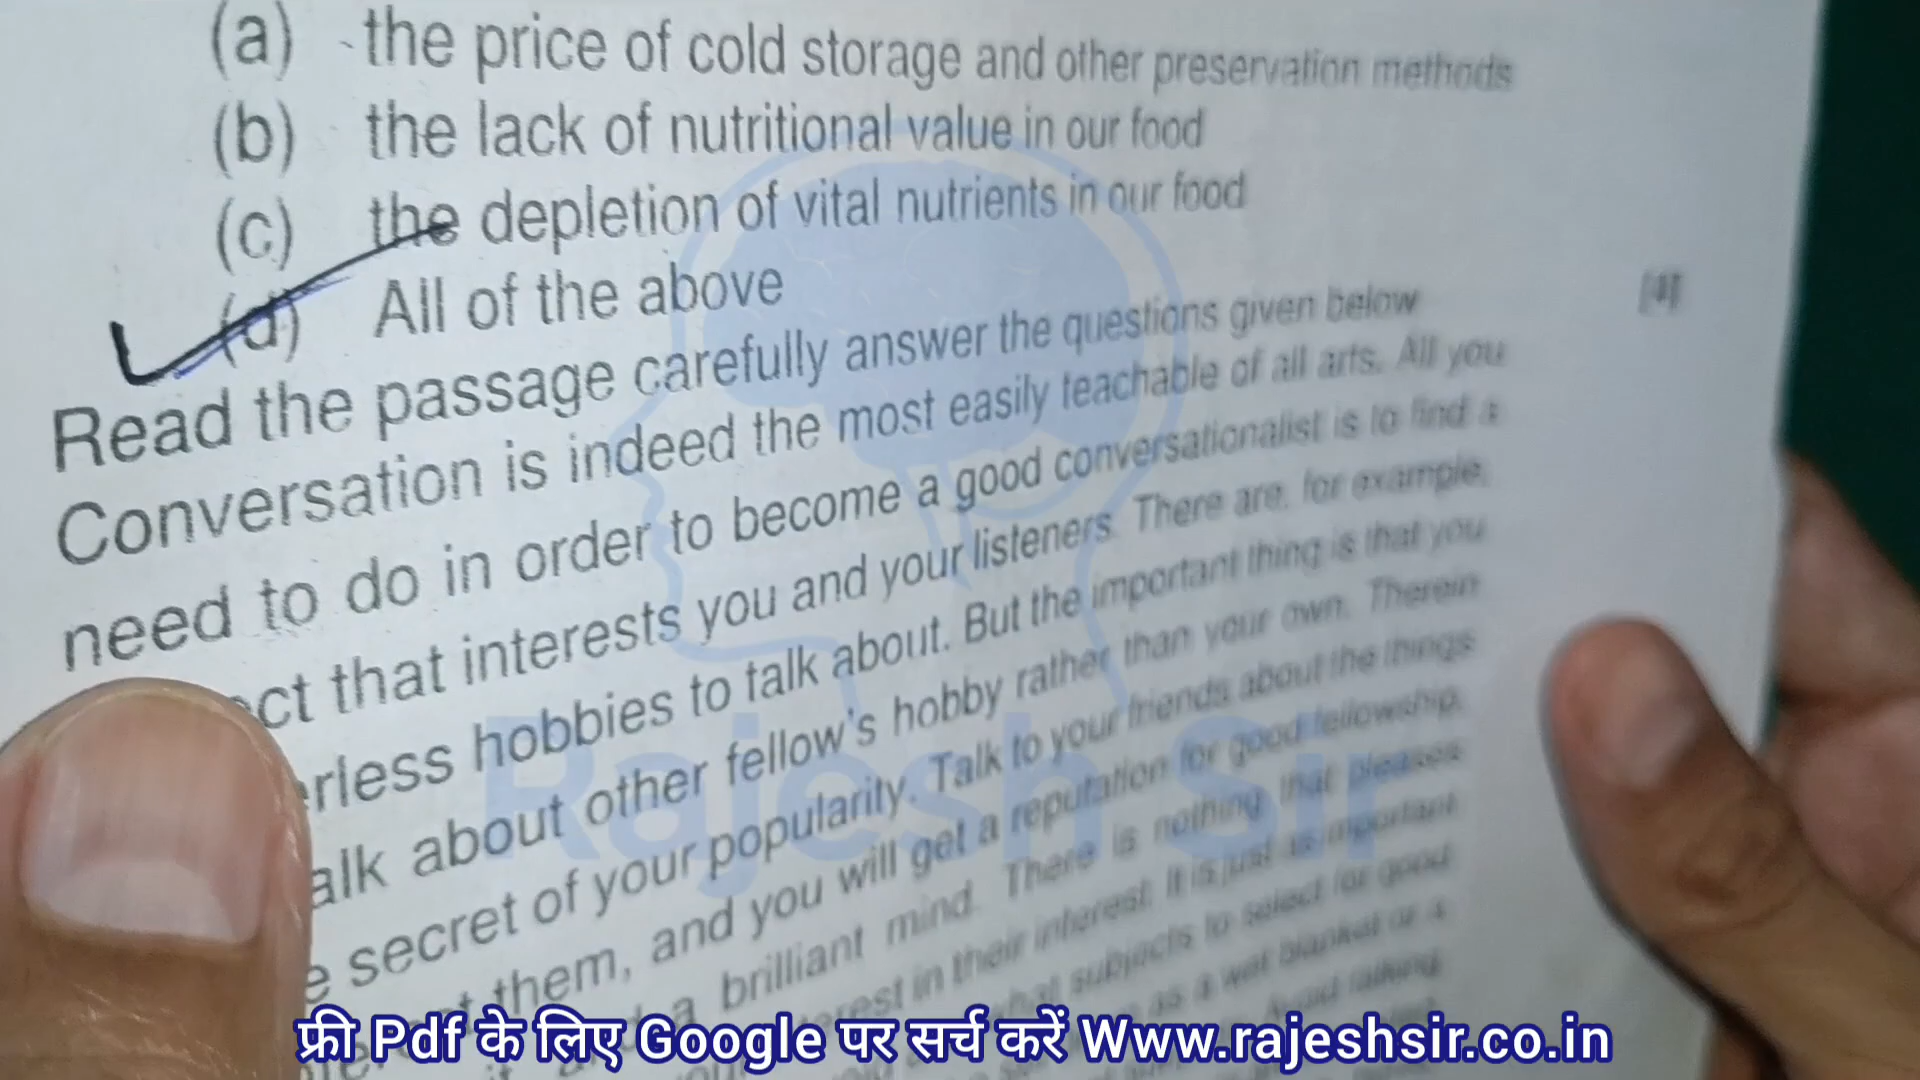 (a) the price of cold storage and other preservation methods
(b) the lack of nutritional value in our food
(c) the depletion of vital nutrients in our food
(d) All of the above
Read the passage carefully answer the questions given below [4]
Conversation is indeed the most easily teachable of all arts. All you
need to do in order to become a good conversationalist is to find a
ct that interests you and your listeners. There are, for example,
rless hobbies to talk about. But the important thing is that you
alk about other fellow's hobby rather than your own. Therein
e secret of your popularity. Talk to your friends about the things
them, and you will get a reputation for good fellowship,
a brilliant mind. There is nothing that pleases
rest in their interest. It is just as important
hat subjects to select for good
as a wet blanket or a
Avoid talking
Rajesh Sir
फ्री Pdf के लिए Google पर सर्च करें Www.rajeshsir.co.in